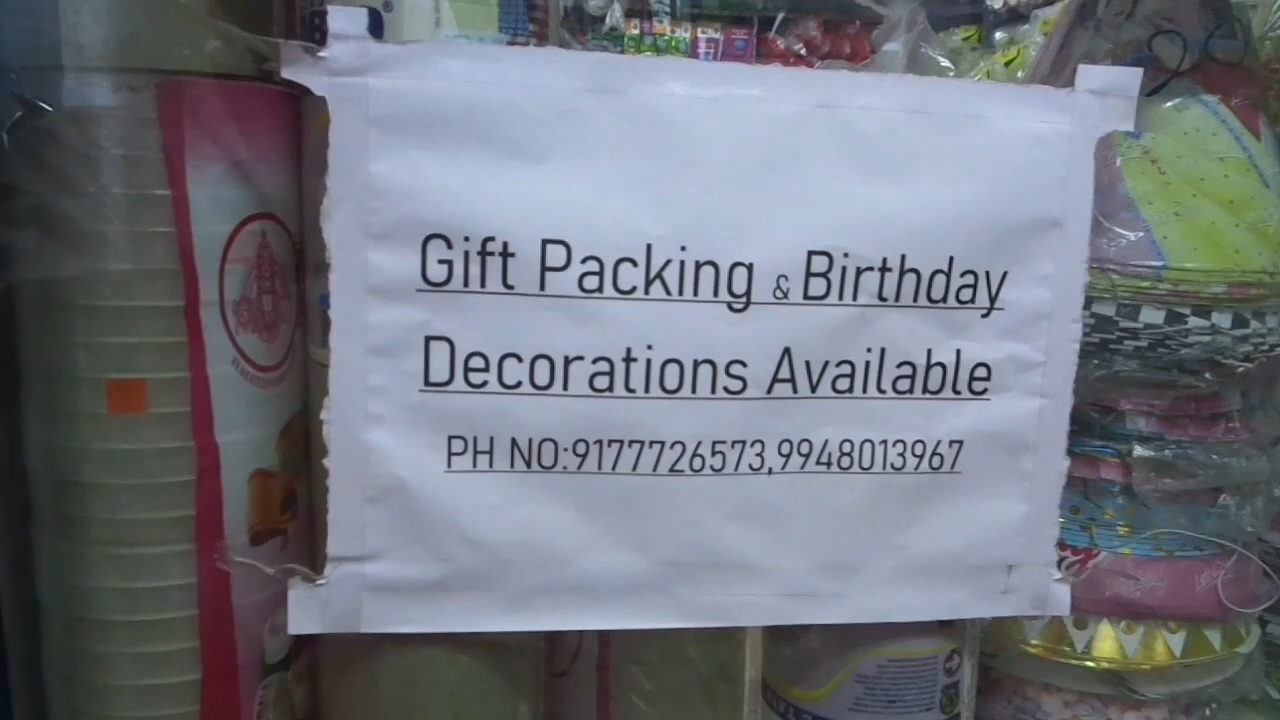 Gift Packing & Birthday
Decorations Available
PH NO:9177726573,9948013967